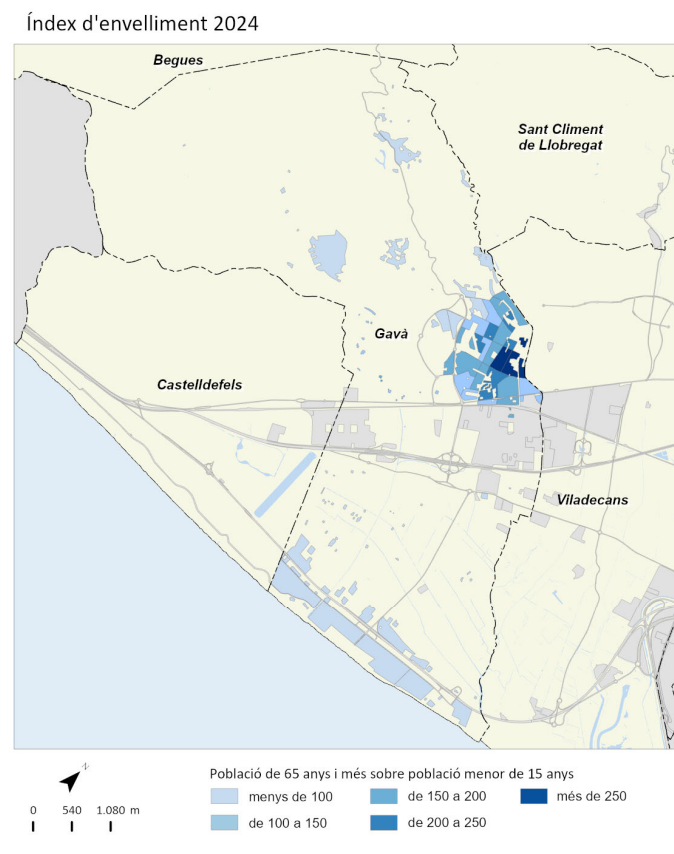 Índex d'envelliment 2024
Begues
Sant Climent
de Llobregat
Gavà
Castelldefels
Viladecans
N
Població de 65 anys i més sobre població menor de 15 anys
0 540 1.080 m
menys de 100
de 150 a 200
més de 250
de 100 a 150
de 200 a 250